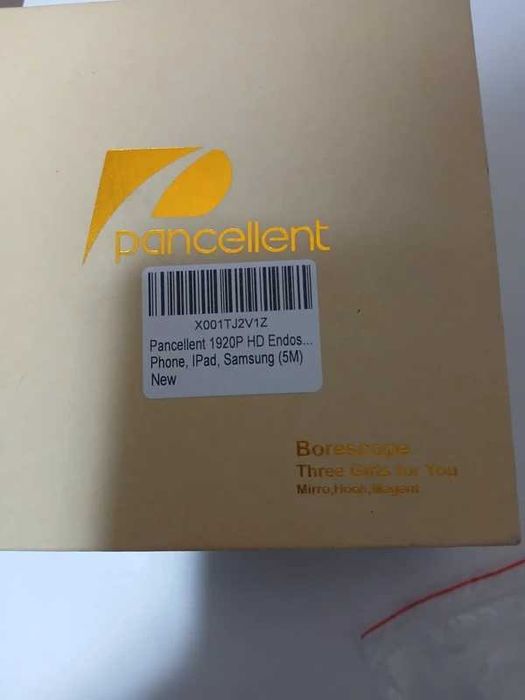 pancellent
X001TJ2V1Z
Pancellent 1920P HD Endos...
Phone, IPad, Samsung (5M)
New
Borescope
Three Gifts for You
Mirro,Hook,Magent